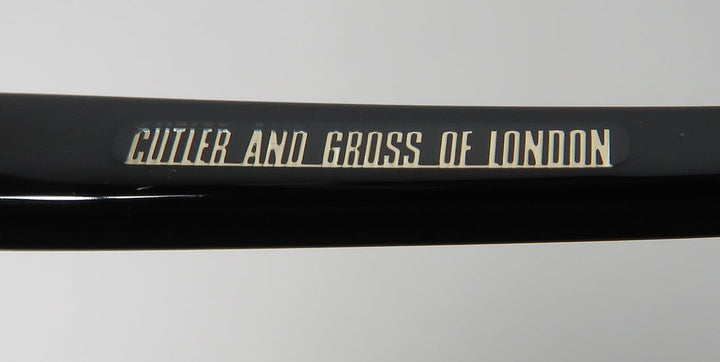 CUTLER AND GROSS OF LONDON